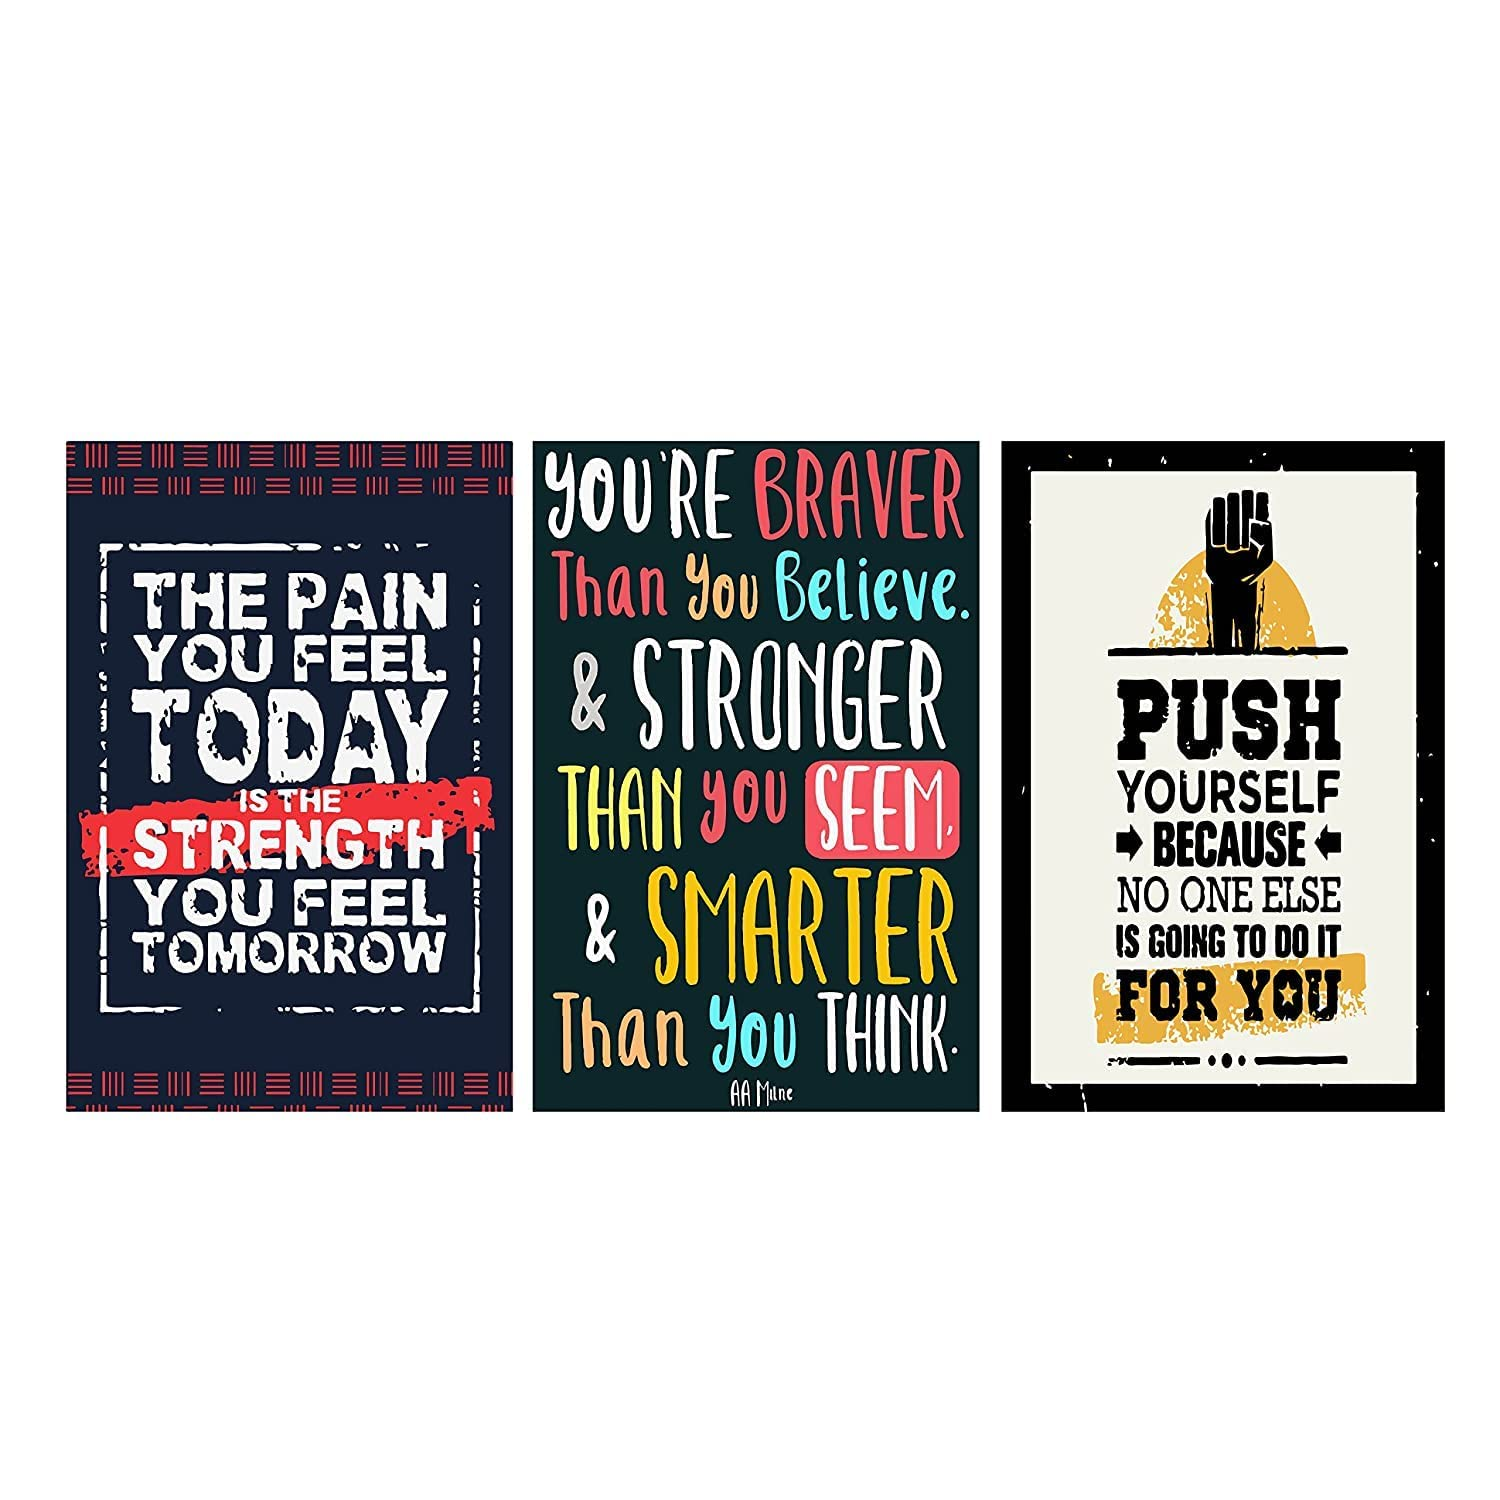 THE PAIN
YOU FEEL
TODAY
IS THE
STRENGTH
YOU FEEL
TOMORROW
YOU'RE BRAVER
Than you Believe.
& STRONGER
THAN you SEEM,
& SMARTER
Than you THINK.
AA Milne
PUSH
YOURSELF
BECAUSE
NO ONE ELSE
IS GOING TO DO IT
FOR YOU